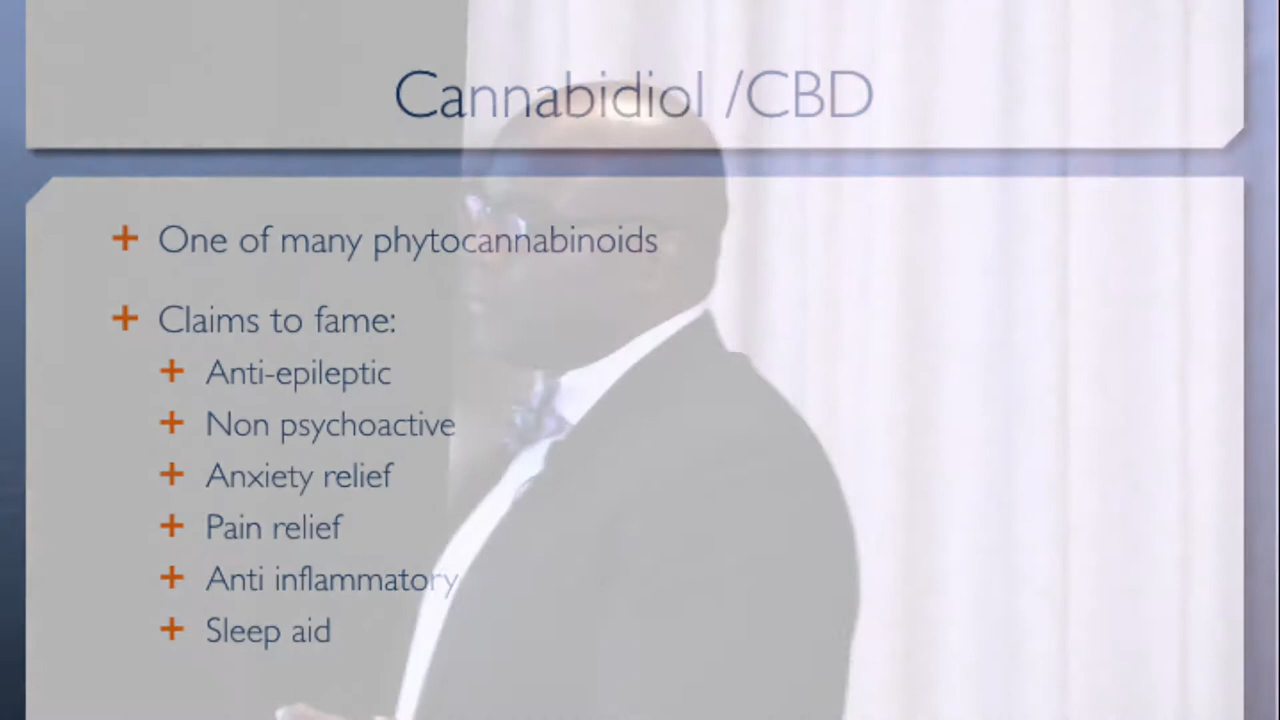 Cannabidiol /CBD
One of many phytocannabinoids
Claims to fame:
Anti-epileptic
Non psychoactive
Anxiety relief
Pain relief
Anti inflammatory
Sleep aid